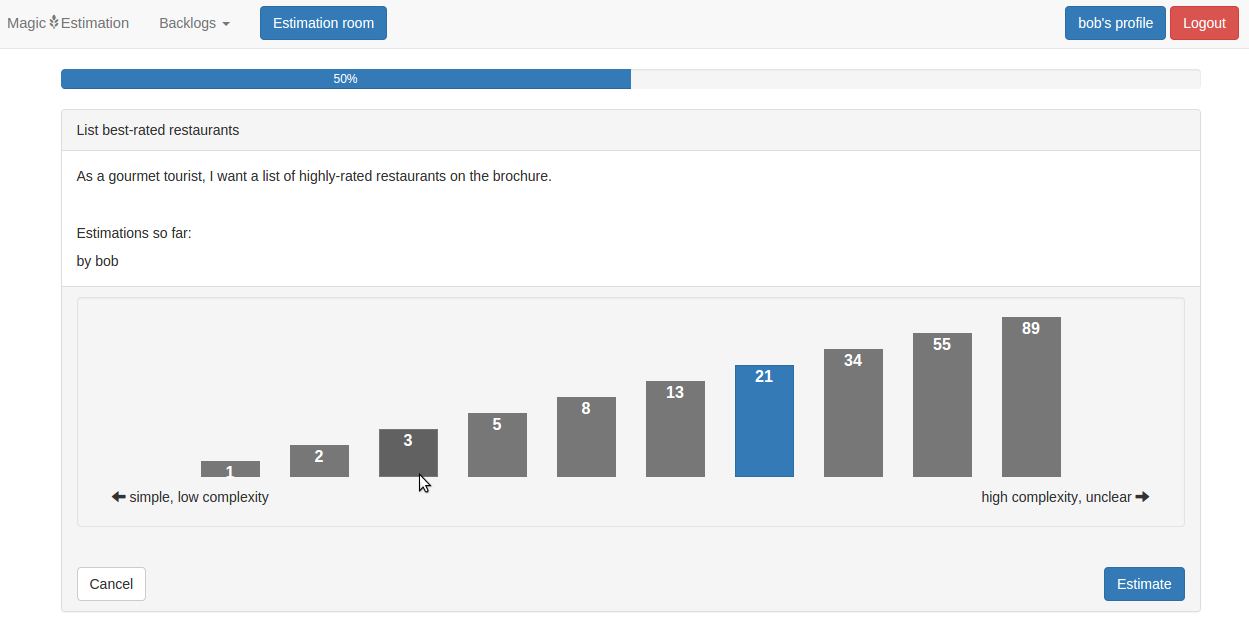 Magic Estimation Backlogs Estimation room bob's profile Logout
50%
List best-rated restaurants
As a gourmet tourist, I want a list of highly-rated restaurants on the brochure.
Estimations so far:
by bob
1 2 3 5 8 13 21 34 55 89
simple, low complexity high complexity, unclear
Cancel Estimate